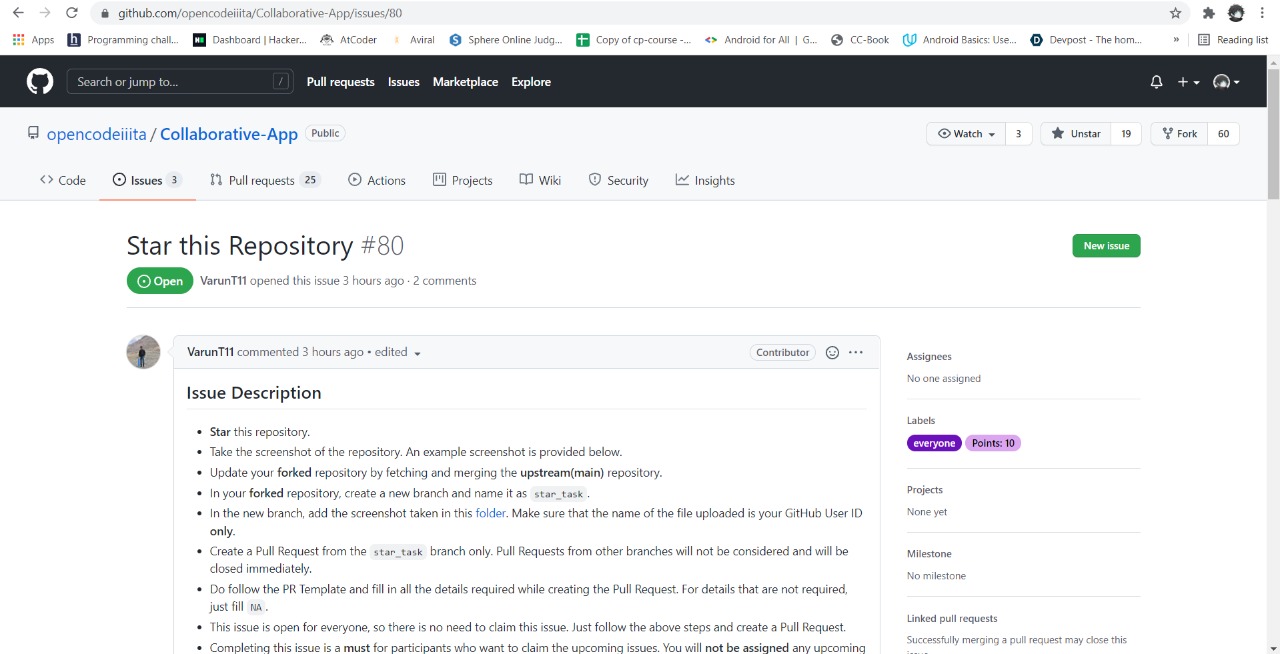 github.com/opencodeiiita/Collaborative-App/issues/80
Apps Programming chall... Dashboard | Hacker... AtCoder Aviral Sphere Online Judg... Copy of cp-course -... Android for All | G... CC-Book Android Basics: Use... Devpost - The hom... » Reading list
Search or jump to... / Pull requests Issues Marketplace Explore
opencodeiiita / Collaborative-App Public Watch 3 Unstar 19 Fork 60
Code Issues 3 Pull requests 25 Actions Projects Wiki Security Insights
Star this Repository #80 New issue
Open VarunT11 opened this issue 3 hours ago · 2 comments
VarunT11 commented 3 hours ago • edited Contributor
Issue Description
• Star this repository.
• Take the screenshot of the repository. An example screenshot is provided below.
• Update your forked repository by fetching and merging the upstream(main) repository.
• In your forked repository, create a new branch and name it as star_task.
• In the new branch, add the screenshot taken in this folder. Make sure that the name of the file uploaded is your GitHub User ID
only.
• Create a Pull Request from the star_task branch only. Pull Requests from other branches will not be considered and will be
closed immediately.
• Do follow the PR Template and fill in all the details required while creating the Pull Request. For details that are not required,
just fill NA.
• This issue is open for everyone, so there is no need to claim this issue. Just follow the above steps and create a Pull Request.
• Completing this issue is a must for participants who want to claim the upcoming issues. You will not be assigned any upcoming
Assignees
No one assigned
Labels
everyone Points: 10
Projects
None yet
Milestone
No milestone
Linked pull requests
Successfully merging a pull request may close this